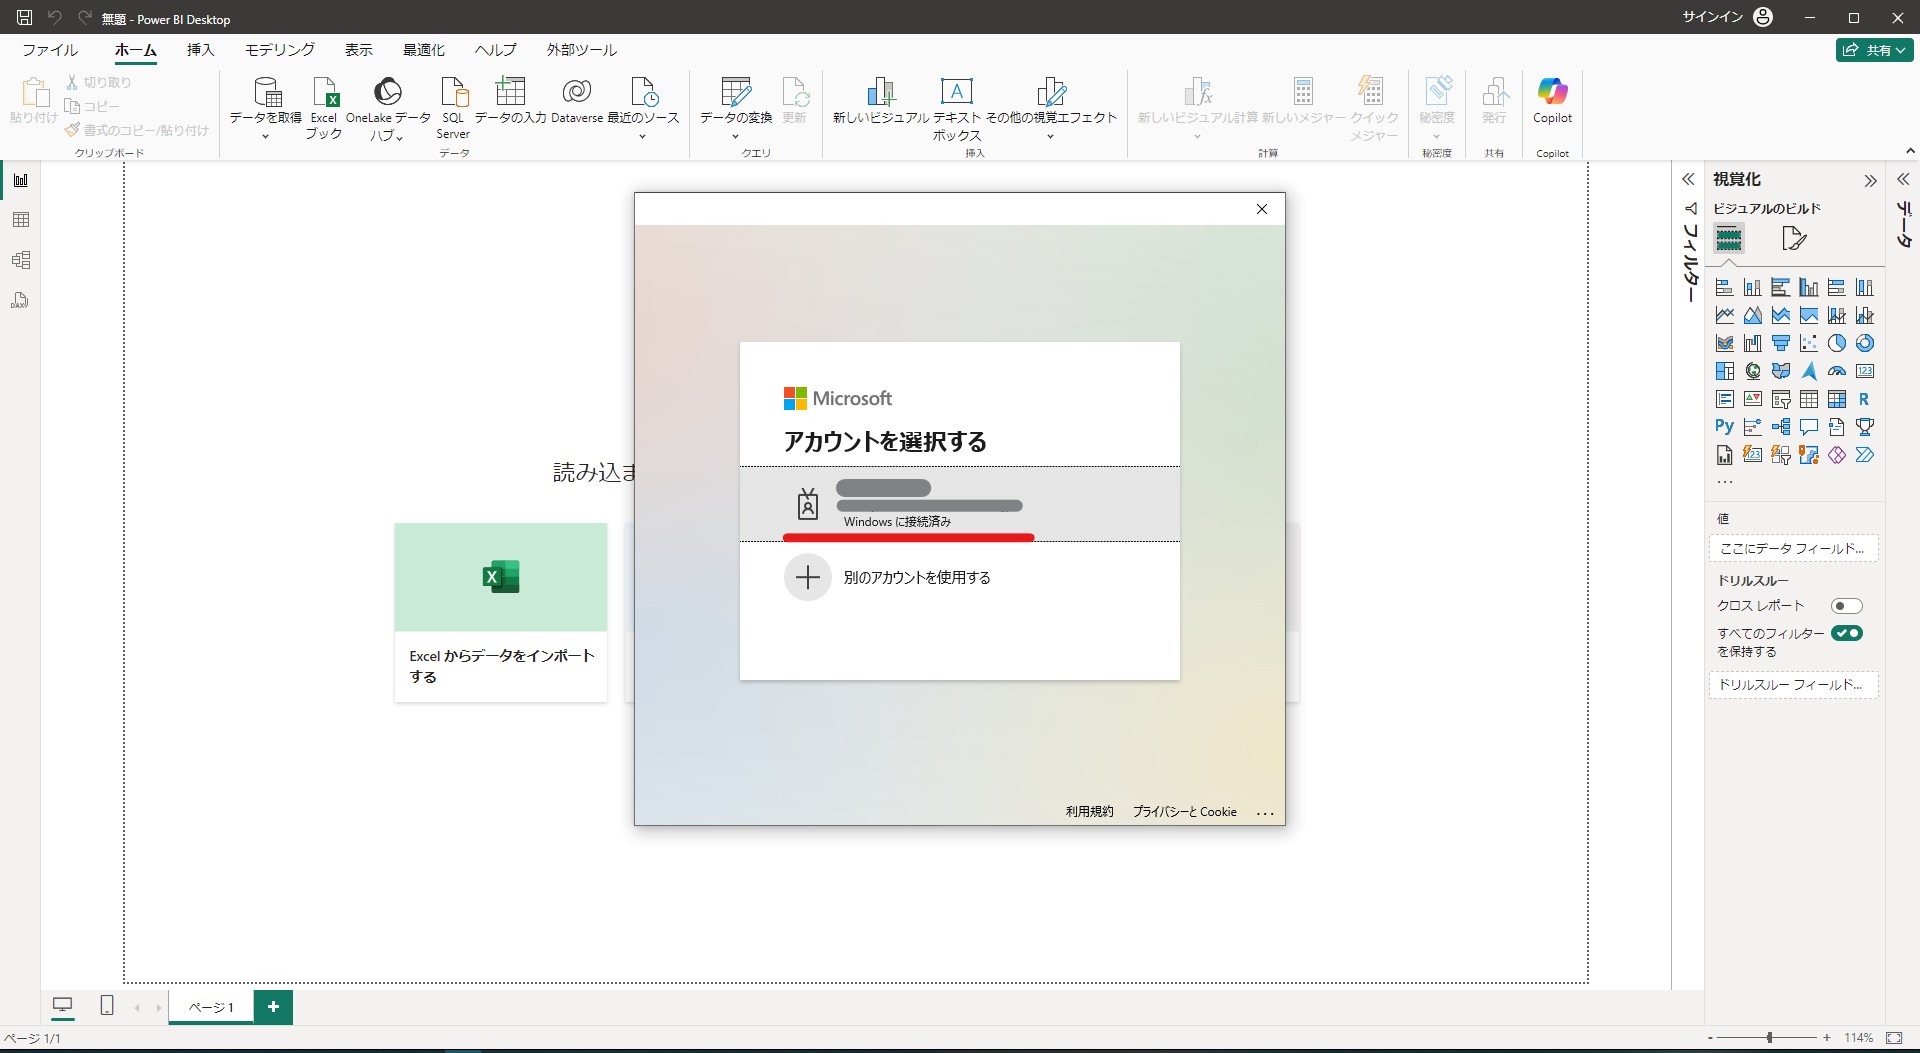 無題 - Power BI Desktop
サインイン
ファイル
ホーム
挿入
モデリング
表示
最適化
ヘルプ
外部ツール
共有
貼り付け
切り取り
コピー
書式のコピー/貼り付け
クリップボード
データを取得
Excel
ブック
OneLake データ
ハブ
SQL
Server
データの入力
Dataverse
最近のソース
データ
データの変換
更新
クエリ
新しいビジュアル
テキスト
ボックス
その他の視覚エフェクト
挿入
新しいビジュアル計算
新しいメジャー
クイック
メジャー
計算
秘密度
秘密度
発行
共有
Copilot
Copilot
フィルター
視覚化
ビジュアルのビルド
データ
123
R
Py
123
DAX
値
ここにデータ フィールド...
ドリルスルー
クロス レポート
すべてのフィルター
を保持する
ドリルスルー フィールド...
読み込ま
Excel からデータをインポート
する
Microsoft
アカウントを選択する
Windows に接続済み
別のアカウントを使用する
利用規約
プライバシーと Cookie
ページ 1
ページ 1/1
114%